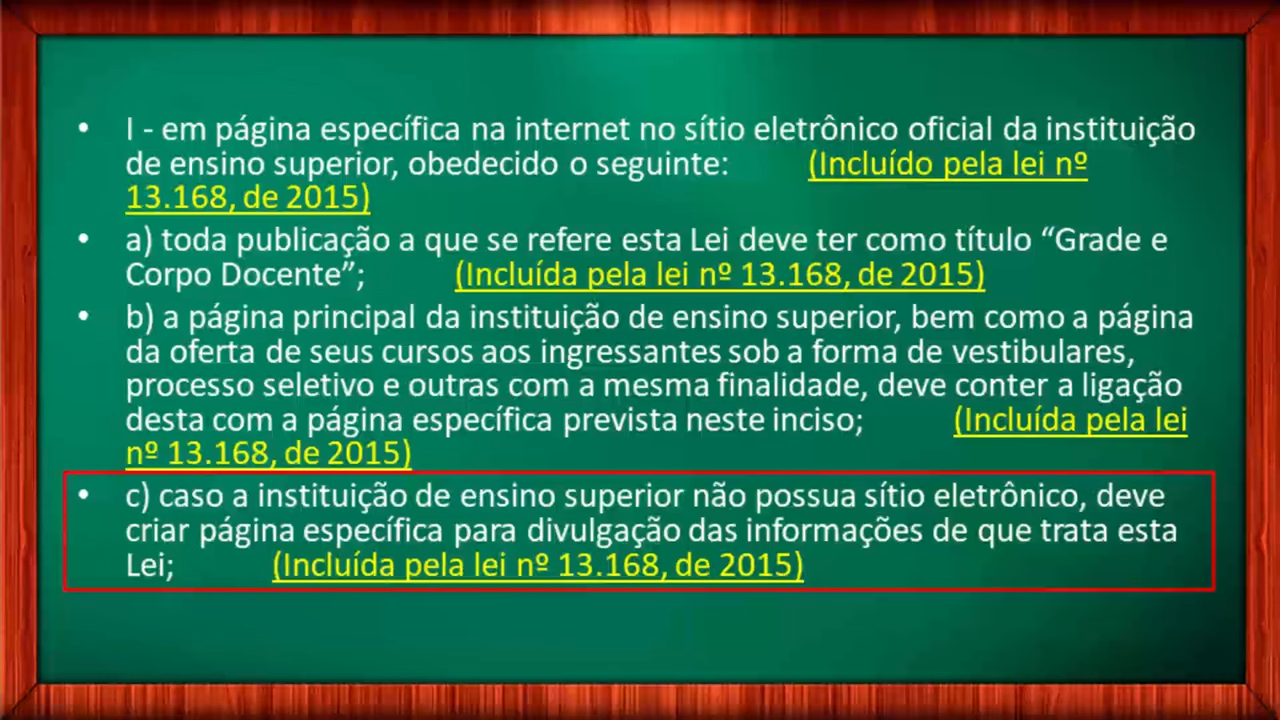 • I - em página específica na internet no sítio eletrônico oficial da instituição
de ensino superior, obedecido o seguinte: (Incluído pela lei nº
13.168, de 2015)
• a) toda publicação a que se refere esta Lei deve ter como título “Grade e
Corpo Docente”; (Incluída pela lei nº 13.168, de 2015)
• b) a página principal da instituição de ensino superior, bem como a página
da oferta de seus cursos aos ingressantes sob a forma de vestibulares,
processo seletivo e outras com a mesma finalidade, deve conter a ligação
desta com a página específica prevista neste inciso; (Incluída pela lei
nº 13.168, de 2015)
• c) caso a instituição de ensino superior não possua sítio eletrônico, deve
criar página específica para divulgação das informações de que trata esta
Lei; (Incluída pela lei nº 13.168, de 2015)